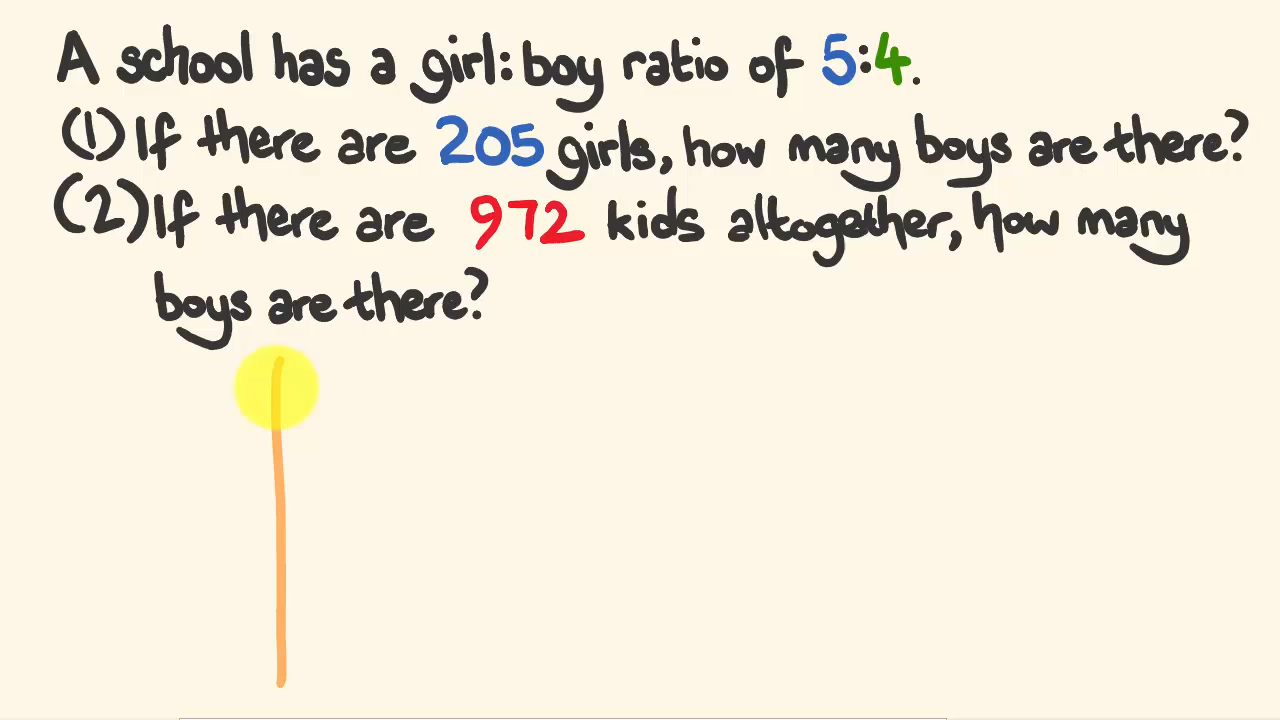 A school has a girl:boy ratio of 5:4.
(1) If there are 205 girls, how many boys are there?
(2) If there are 972 kids altogether, how many
boys are there?